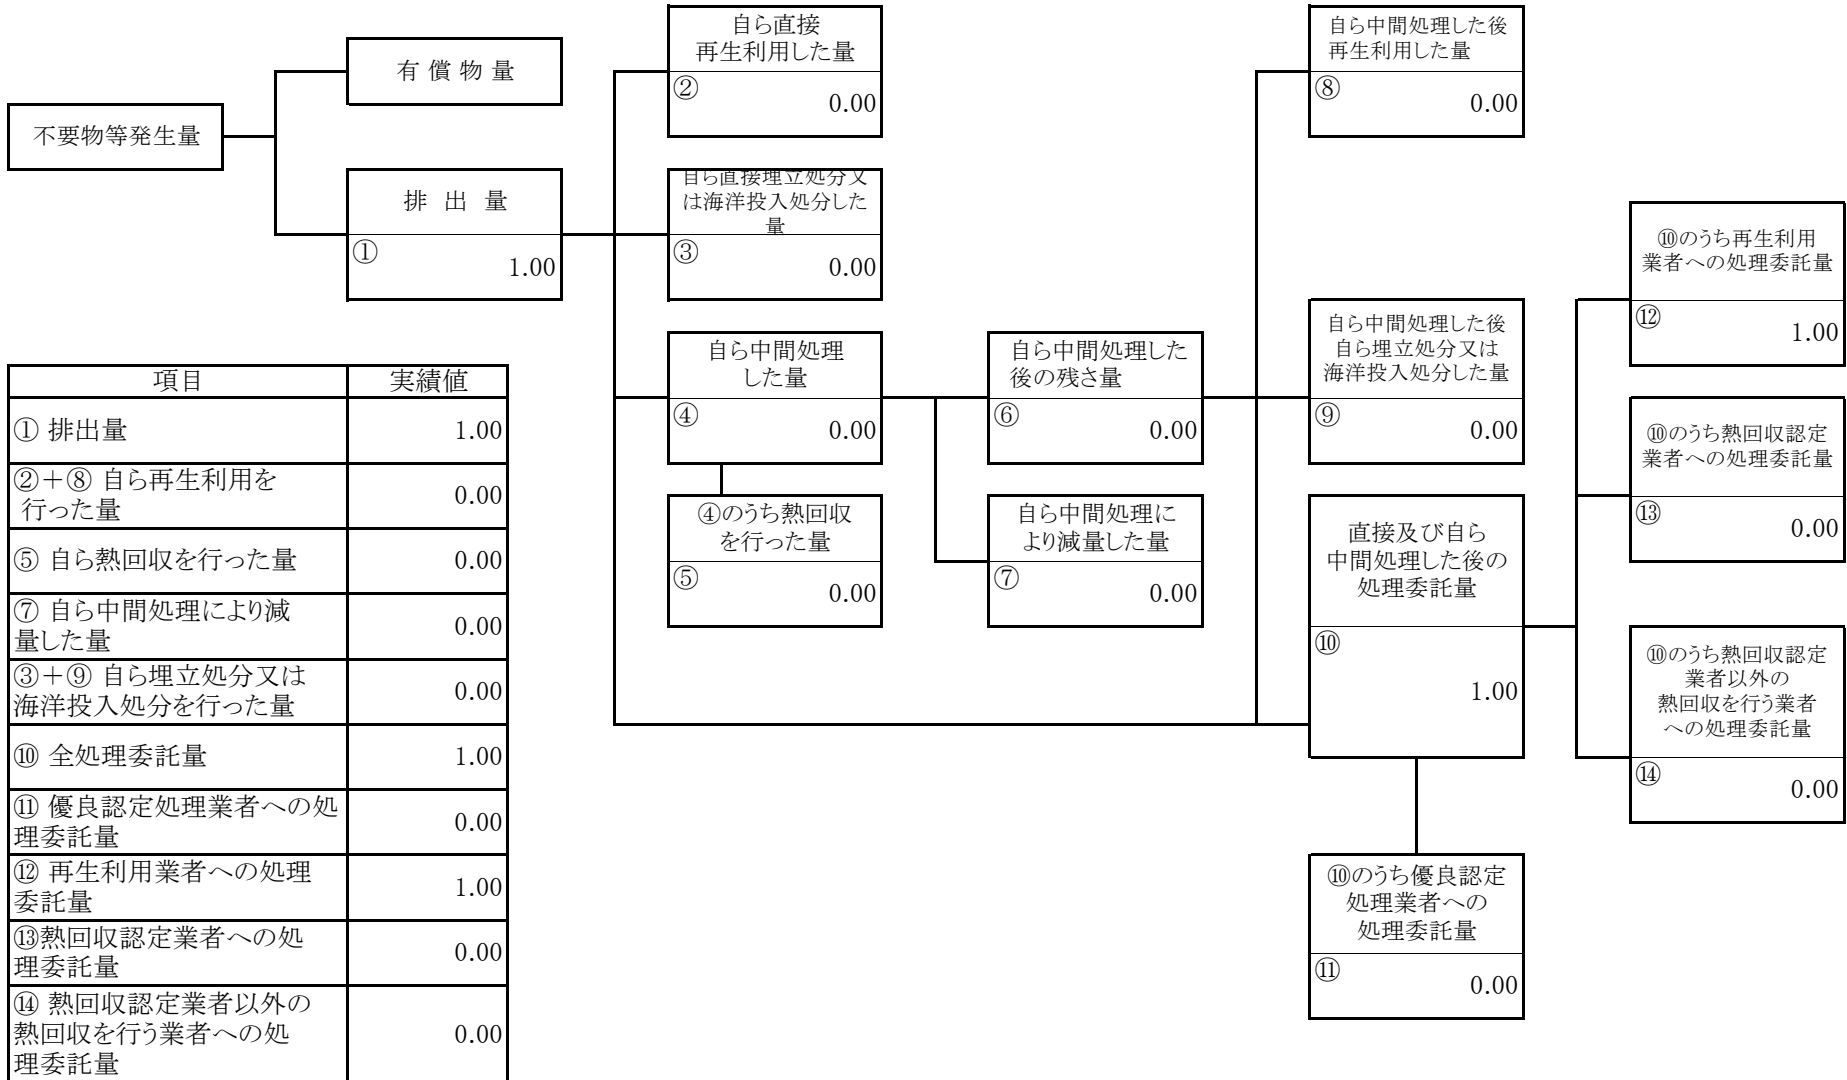 不要物等発生量
有 償 物 量
排 出 量
①
1.00
自ら直接
再生利用した量
②
0.00
自ら直接埋立処分又
は海洋投入処分した
量
③
0.00
自ら中間処理
した量
④
0.00
④のうち熱回収
を行った量
⑤
0.00
自ら中間処理した
後の残さ量
⑥
0.00
自ら中間処理に
より減量した量
⑦
0.00
自ら中間処理した後
再生利用した量
⑧
0.00
自ら中間処理した後
自ら埋立処分又は
海洋投入処分した量
⑨
0.00
直接及び自ら
中間処理した後の
処理委託量
⑩
1.00
⑩のうち優良認定
処理業者への
処理委託量
⑪
0.00
⑩のうち再生利用
業者への処理委託量
⑫
1.00
⑩のうち熱回収認定
業者への処理委託量
⑬
0.00
⑩のうち熱回収認定
業者以外の
熱回収を行う業者
への処理委託量
⑭
0.00
項目 実績値
① 排出量 1.00
②＋⑧ 自ら再生利用を
行った量 0.00
⑤ 自ら熱回収を行った量 0.00
⑦ 自ら中間処理により減
量した量 0.00
③＋⑨ 自ら埋立処分又は
海洋投入処分を行った量 0.00
⑩ 全処理委託量 1.00
⑪ 優良認定処理業者への処
理委託量 0.00
⑫ 再生利用業者への処理
委託量 1.00
⑬熱回収認定業者への処
理委託量 0.00
⑭ 熱回収認定業者以外の
熱回収を行う業者への処
理委託量 0.00